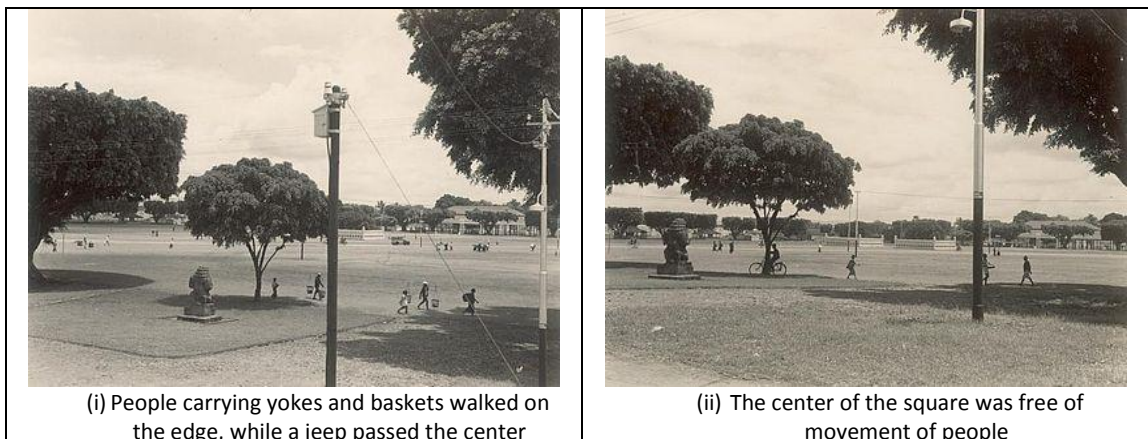 (i) People carrying yokes and baskets walked on
the edge, while a jeep passed the center
(ii) The center of the square was free of
movement of people